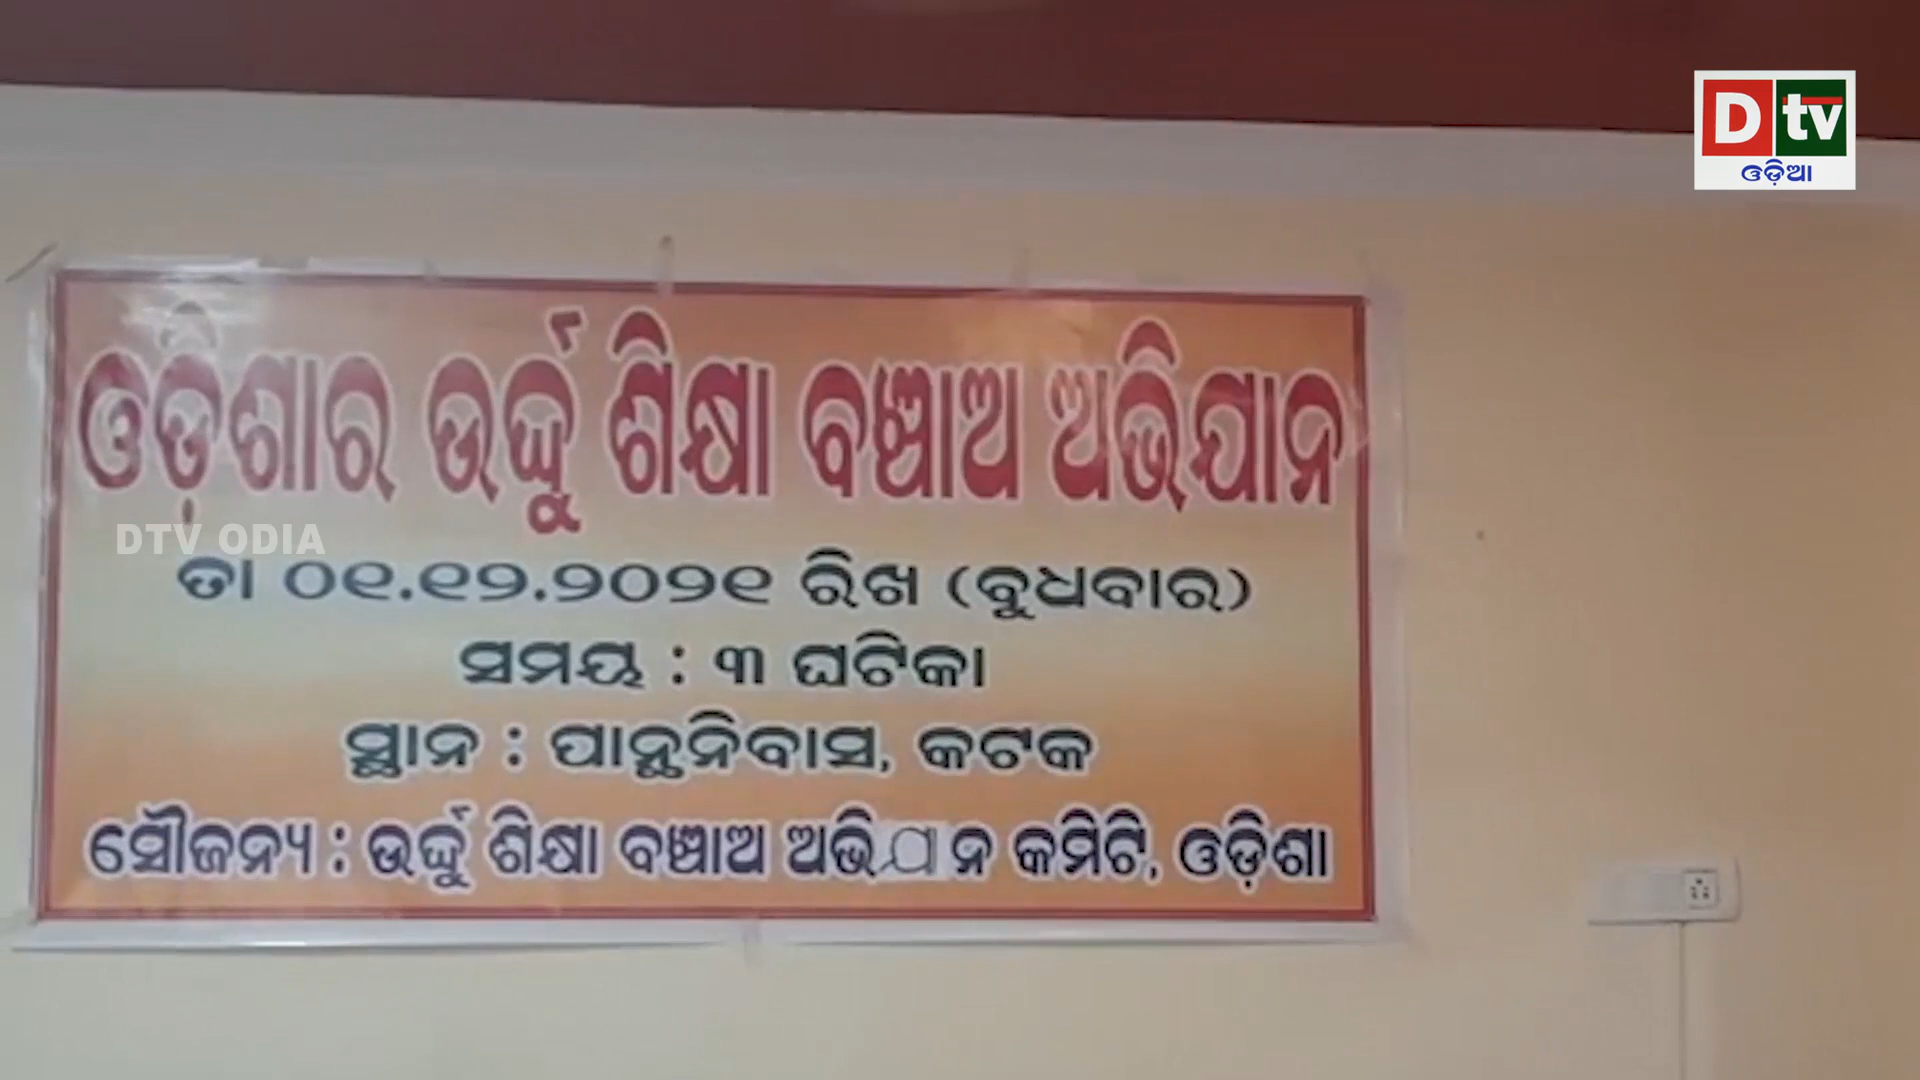 D tv
ଓଡ଼ିଆ
ଓଡ଼ିଶାର ଉର୍ଦ୍ଦୁ ଶିକ୍ଷା ବଞ୍ଚାଅ ଅଭିଯାନ
DTV ODIA
ତା ୦୧.୧୨.୨୦୨୧ ରିଖ (ବୁଧବାର)
ସମୟ : ୩ ଘଟିକା
ସ୍ଥାନ : ପାନ୍ଥନିବାସ, କଟକ
ସୌଜନ୍ୟ : ଉର୍ଦ୍ଦୁ ଶିକ୍ଷା ବଞ୍ଚାଅ ଅଭିଯାନ କମିଟି, ଓଡ଼ିଶା